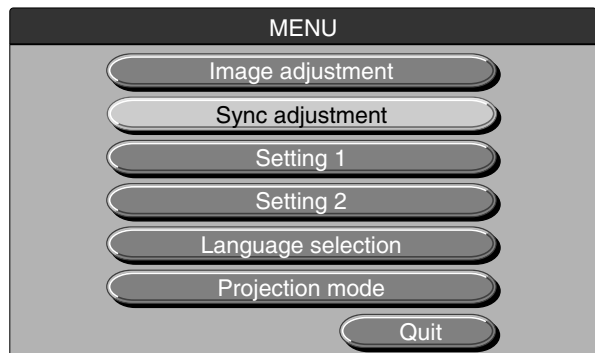 MENU
Image adjustment
Sync adjustment
Setting 1
Setting 2
Language selection
Projection mode
Quit